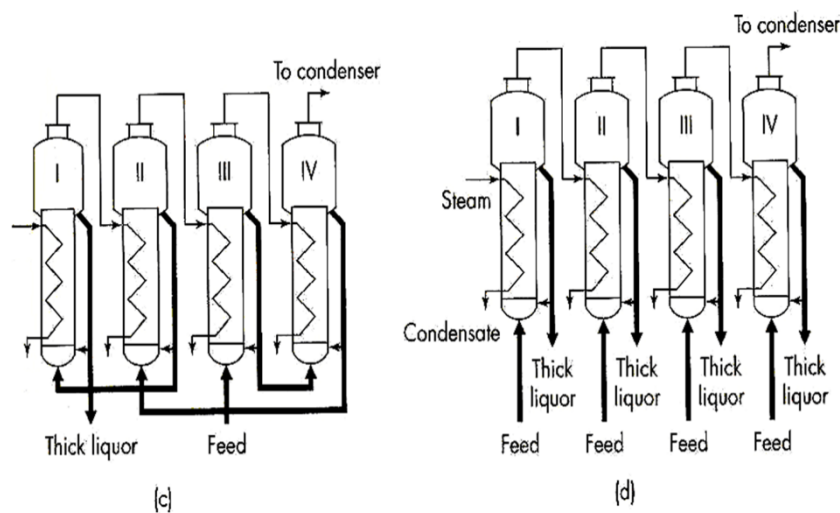 To condenser
I
II
III
IV
Thick liquor
Feed
(c)
To condenser
I
II
III
IV
Steam
Condensate
Thick
liquor
Thick
liquor
Thick
liquor
Thick
liquor
Feed
Feed
Feed
Feed
(d)